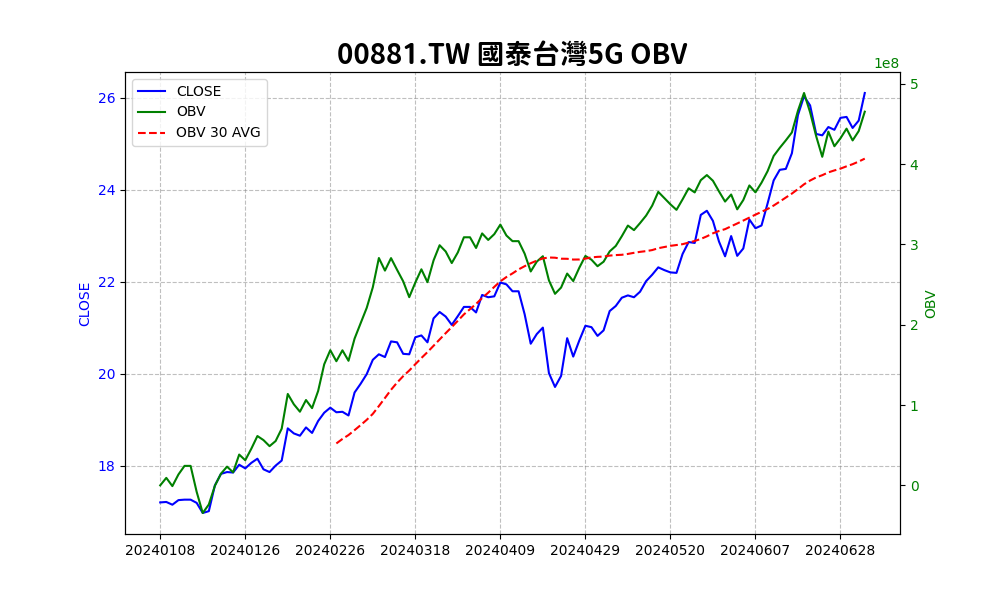 00881.TW 國泰台灣5G OBV
1e8
CLOSE
OBV
OBV 30 AVG
26
24
22
20
18
CLOSE
5
4
3
2
1
0
OBV
20240108 20240126 20240226 20240318 20240409 20240429 20240520 20240607 20240628